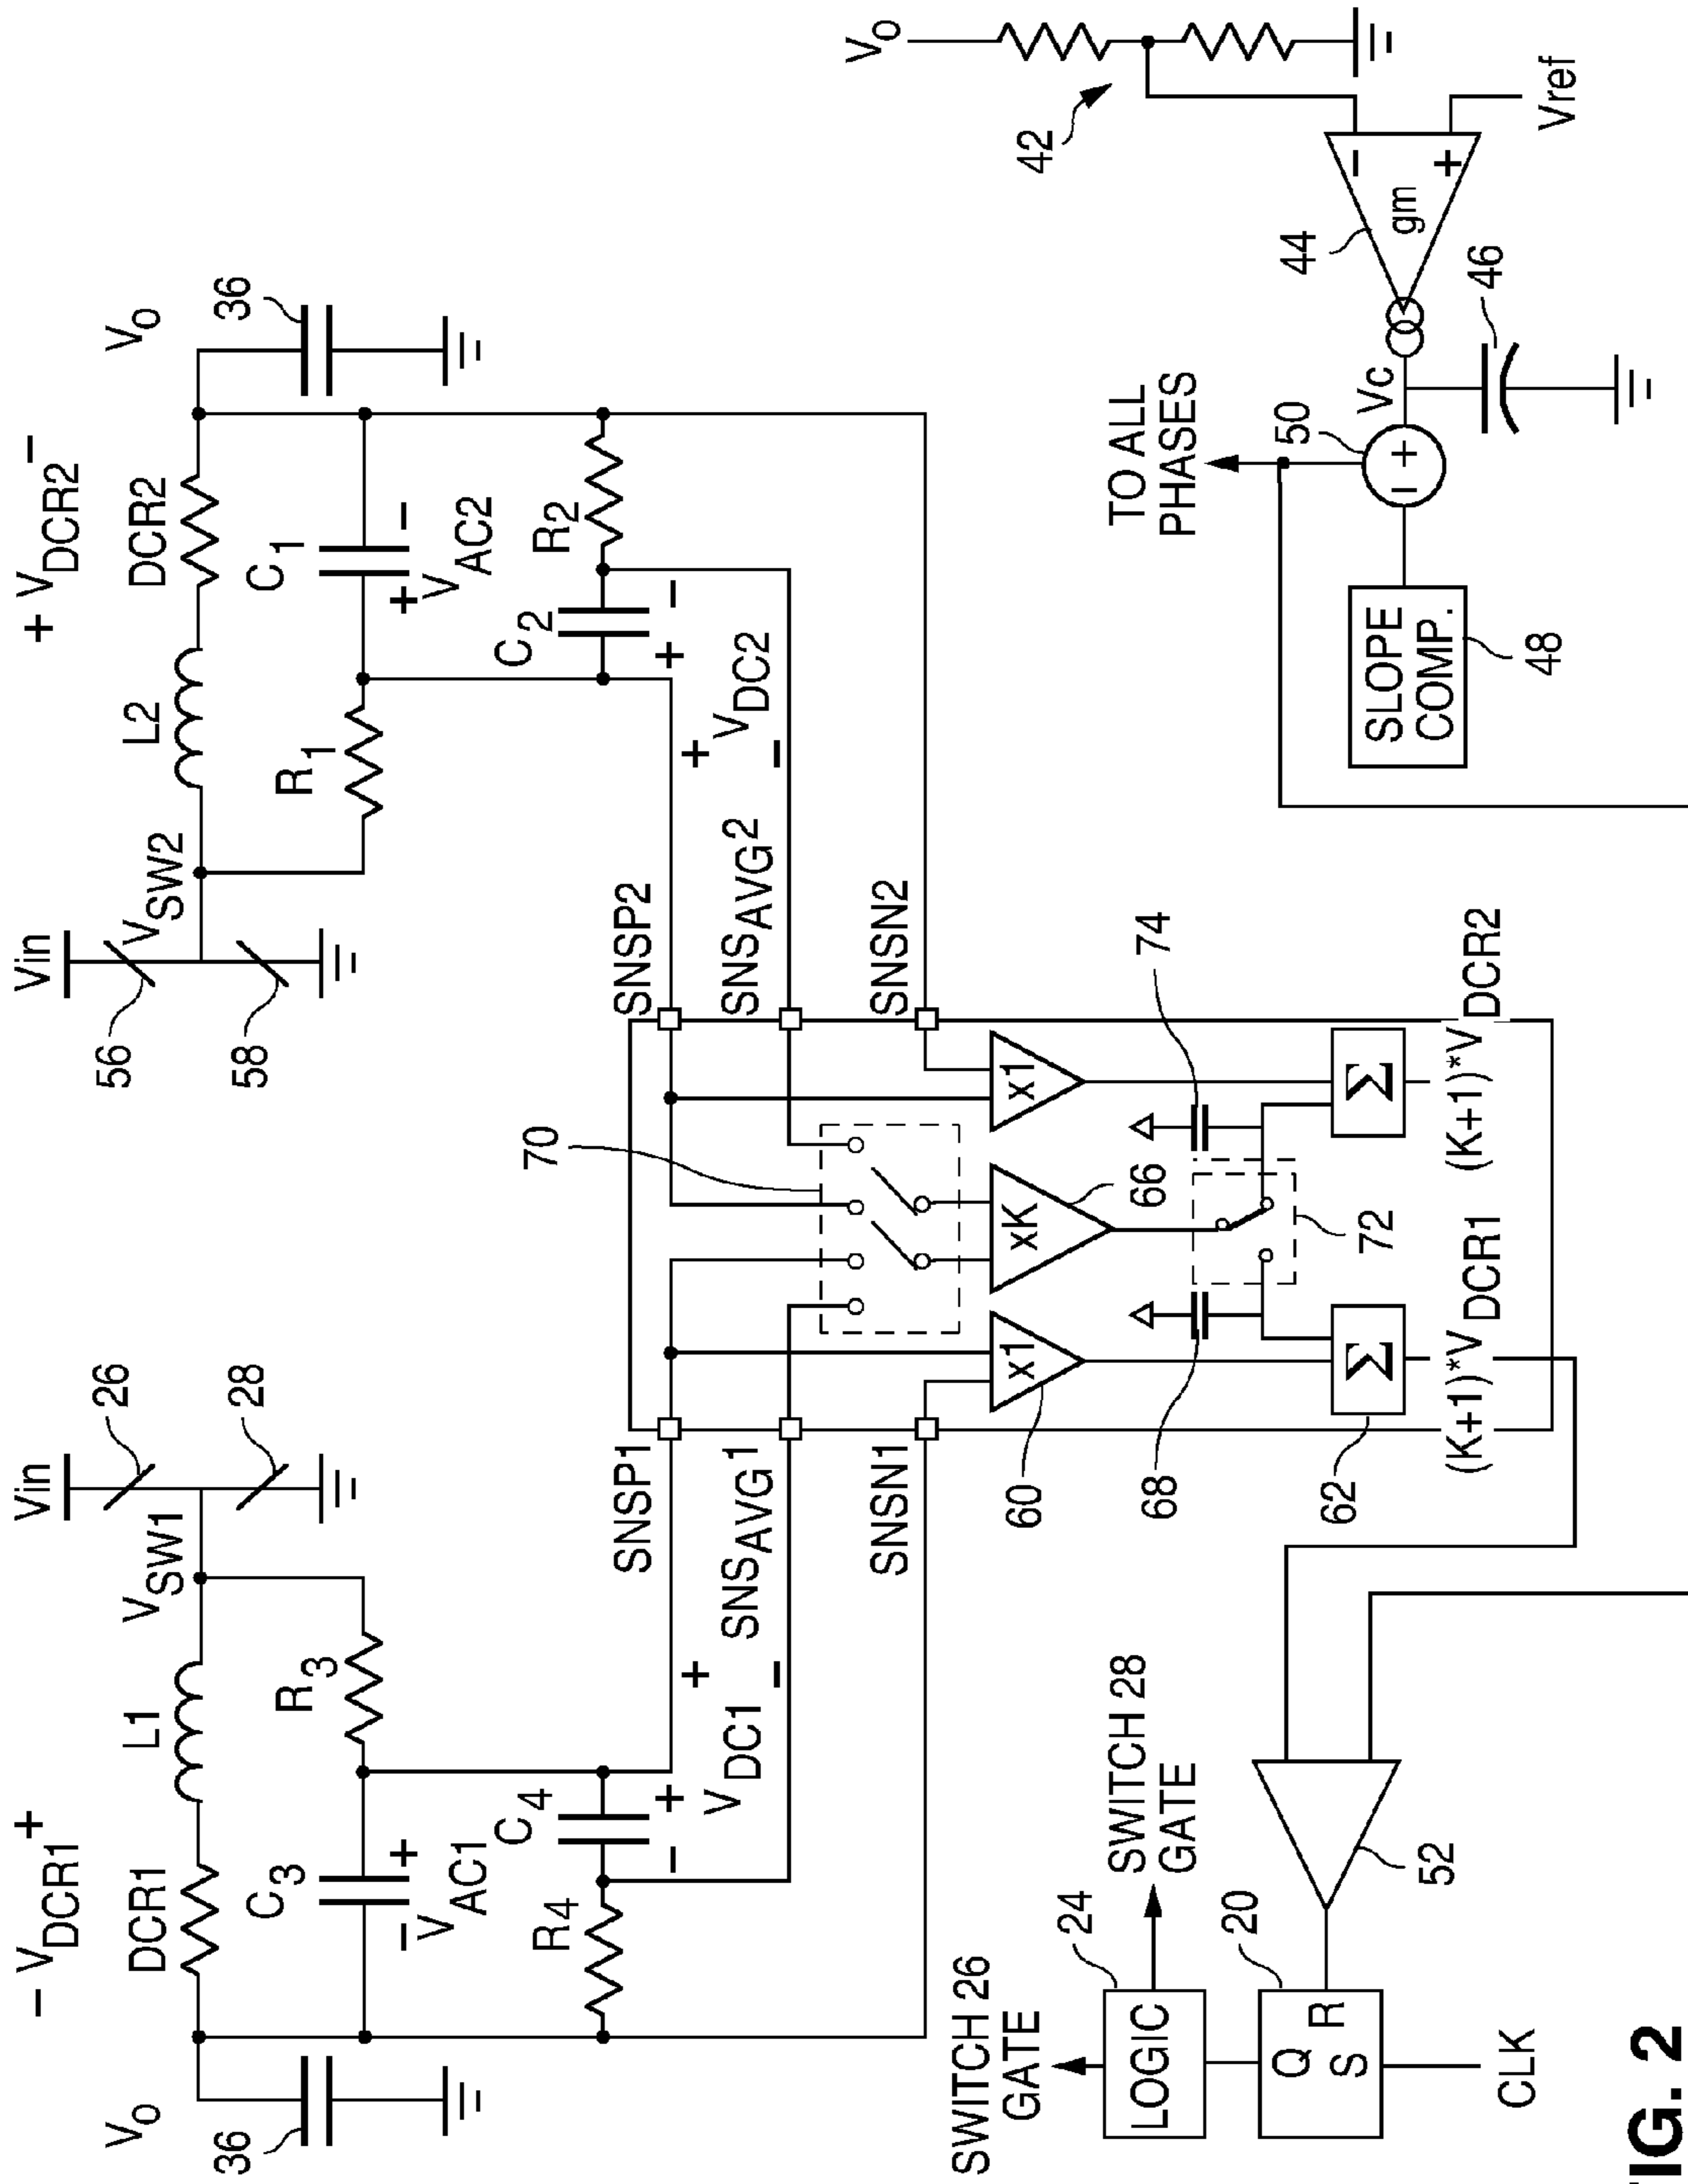 Vin
26
28
VSW1
L1
DCR1
− VDCR1 +
VO
36
R3
C3
+
−
VAC1
C4
+
−
R4
VDC1
+
−
SNSP1
SNSAVG1
SNSN1
Vin
56
58
VSW2
L2
DCR2
+ VDCR2 −
VO
36
R1
C1
+
−
VAC2
C2
+
−
R2
VDC2
+
−
SNSP2
SNSAVG2
SNSN2
70
x1
xK
x1
60
66
68
74
72
Σ
Σ
62
(K+1)*VDCR1
(K+1)*VDCR2
SWITCH 26
GATE
SWITCH 28
GATE
24
LOGIC
20
Q
R
S
CLK
52
TO ALL
PHASES
50
+
−
SLOPE
COMP.
48
Vc
46
44
gm
−
+
Vref
42
VO
IG. 2